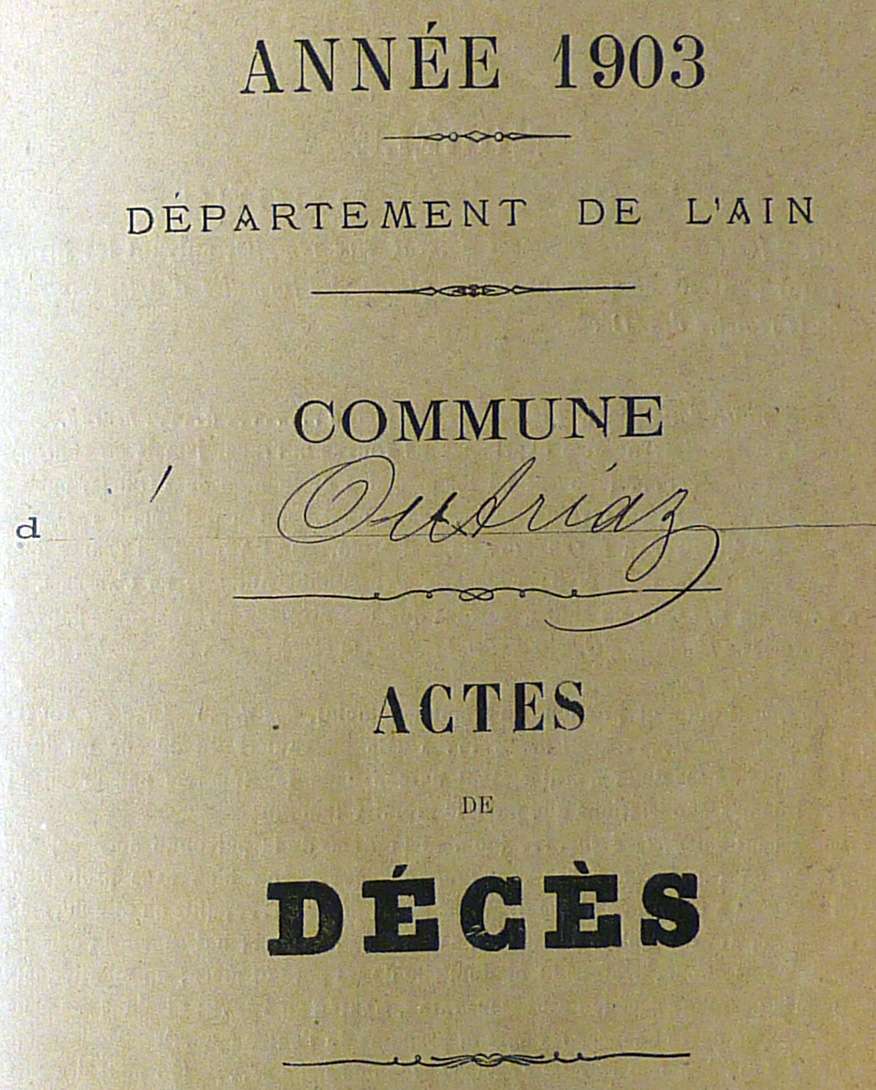 ANNÉE 1903
DÉPARTEMENT DE L'AIN
COMMUNE
d' Outriaz
ACTES
DE
DÉCÈS